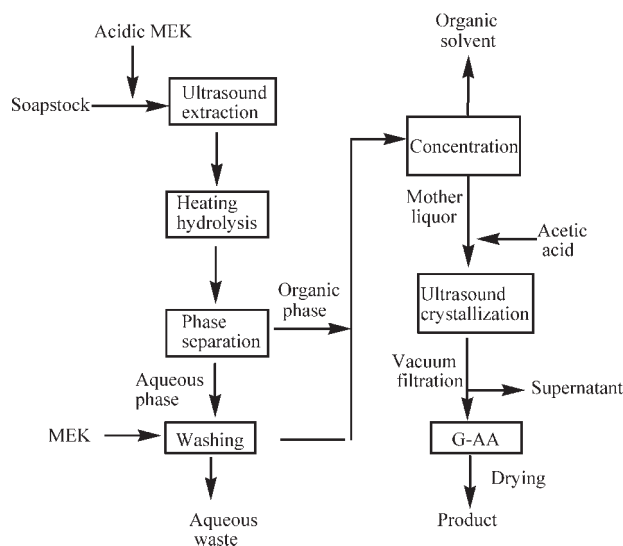 Acidic MEK
Soapstock
Ultrasound
extraction
Heating
hydrolysis
Phase
separation
Organic
phase
Aqueous
phase
MEK
Washing
Aqueous
waste
Organic
solvent
Concentration
Mother
liquor
Acetic
acid
Ultrasound
crystallization
Vacuum
filtration
Supernatant
G-AA
Drying
Product